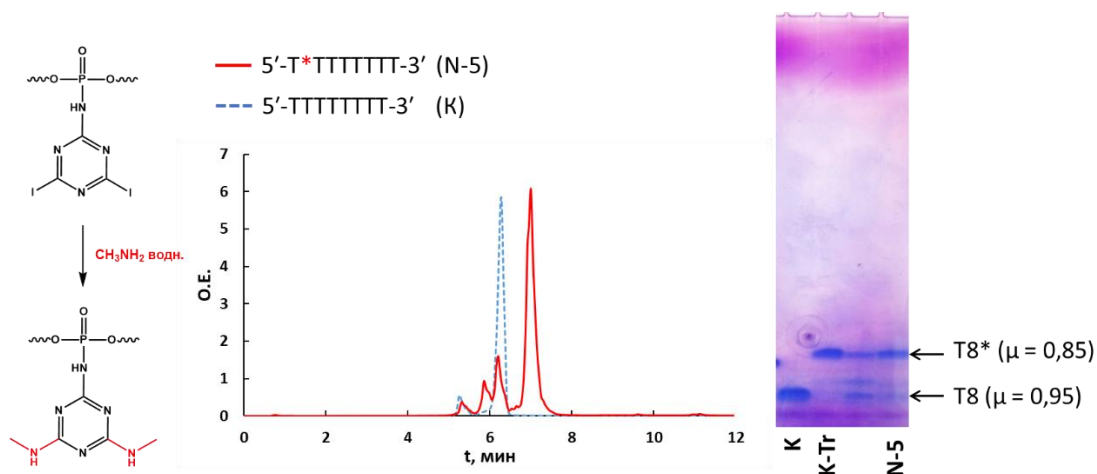 O
O
P
O
HN
N
N
I
N
I
CH₃NH₂ водн.
O
O
P
O
HN
N
N
N
H
N
N
H
5′-T*TTTTTTT-3′ (N-5)
5′-TTTTTTTT-3′ (К)
О.Е.
7
6
5
4
3
2
1
0
0 2 4 6 8 10 12
t, мин
T8* (μ = 0,85)
T8 (μ = 0,95)
K
K-Tr
N-5